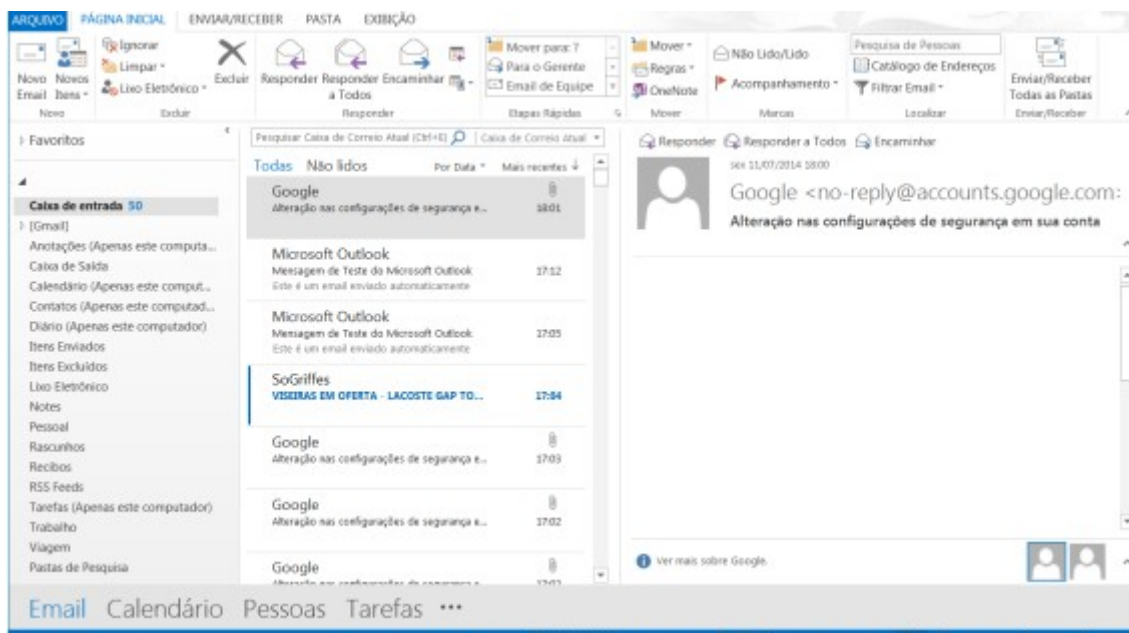 ARQUIVO PÁGINA INICIAL ENVIAR/RECEBER PASTA EXIBIÇÃO
Novo Email
Novos Itens
Ignorar
Limpar
Lixo Eletrônico
Excluir
Responder
Responder a Todos
Encaminhar
Mover para: ?
Para o Gerente
Email de Equipe
Mover
Regras
OneNote
Não Lido/Lido
Acompanhamento
Pesquisa de Pessoas
Catálogo de Endereços
Filtrar Email
Enviar/Receber
Todas as Pastas
Novo Excluir Responder Etapas Rápidas Mover Marcas Localizar Enviar/Receber
Favoritos
Caixa de entrada 50
[Gmail]
Anotações (Apenas este computa...
Caixa de Saída
Calendário (Apenas este comput...
Contatos (Apenas este computad...
Diário (Apenas este computador)
Itens Enviados
Itens Excluídos
Lixo Eletrônico
Notes
Pessoal
Rascunhos
Recibos
RSS Feeds
Tarefas (Apenas este computador)
Trabalho
Viagem
Pastas de Pesquisa
Pesquisar Caixa de Correio Atual (Ctrl+E) Caixa de Correio Atual
Todas Não lidos Por Data Mais recentes
Google
Alteração nas configurações de segurança e... 18:01
Microsoft Outlook
Mensagem de Teste do Microsoft Outlook 17:12
Este é um email enviado automaticamente
Microsoft Outlook
Mensagem de Teste do Microsoft Outlook 17:05
Este é um email enviado automaticamente
SoGriffes
VISEIRAS EM OFERTA - LACOSTE GAP TO... 17:04
Google
Alteração nas configurações de segurança e... 17:03
Google
Alteração nas configurações de segurança e... 17:02
Google
Alteração nas configurações de segurança e... 17:02
Responder Responder a Todos Encaminhar
sex 11/07/2014 18:00
Google <no-reply@accounts.google.com>
Alteração nas configurações de segurança em sua conta
Ver mais sobre Google.
Email Calendário Pessoas Tarefas •••